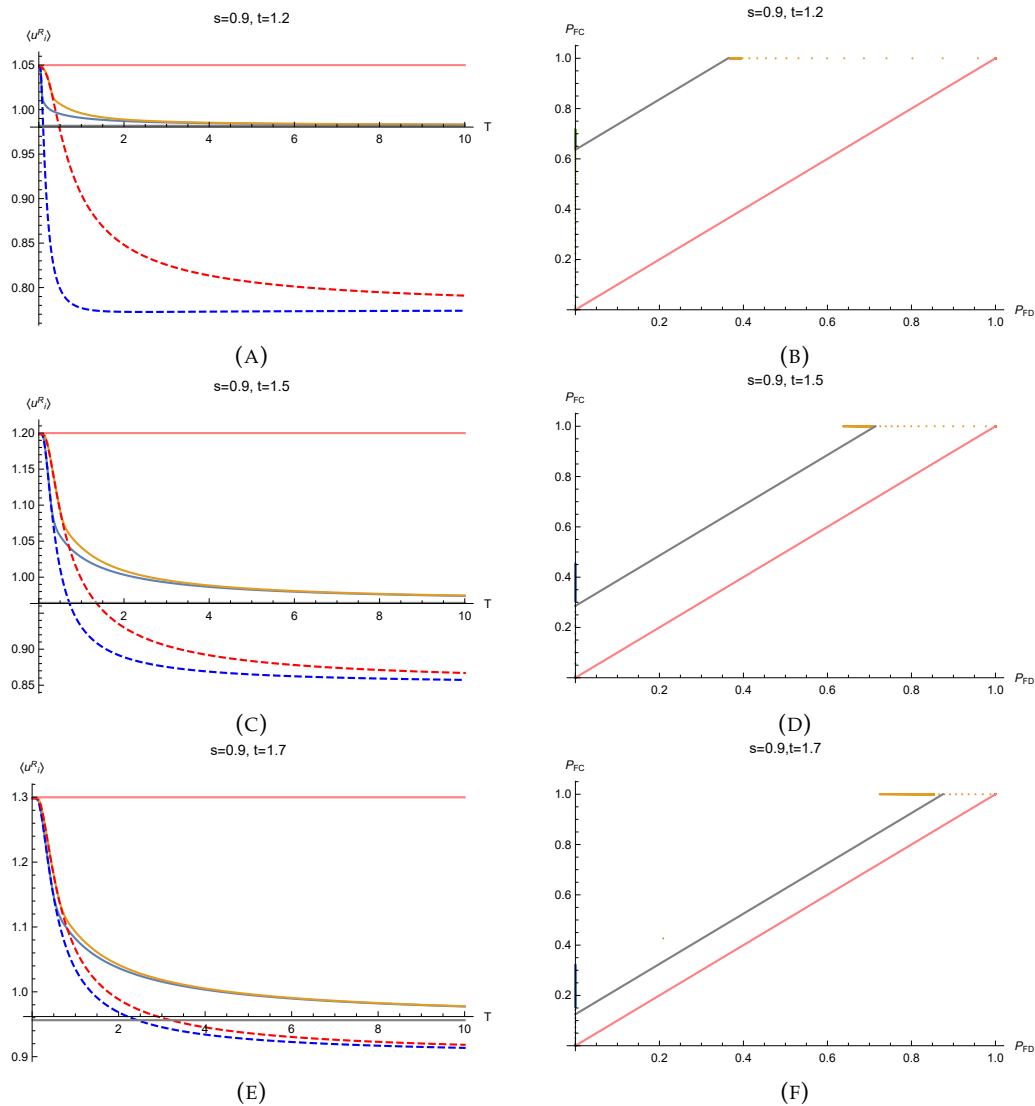 s=0.9, t=1.2
⟨u^R_i⟩
1.05
1.00
0.95
0.90
0.85
0.80
2 4 6 8 10
T
(A)
s=0.9, t=1.2
P_FC
1.0
0.8
0.6
0.4
0.2
0.2 0.4 0.6 0.8 1.0
P_FD
(B)
s=0.9, t=1.5
⟨u^R_i⟩
1.20
1.15
1.10
1.05
1.00
0.90
0.85
2 4 6 8 10
T
(C)
s=0.9, t=1.5
P_FC
1.0
0.8
0.6
0.4
0.2
0.2 0.4 0.6 0.8 1.0
P_FD
(D)
s=0.9, t=1.7
⟨u^R_i⟩
1.3
1.2
1.1
1.0
0.9
2 4 6 8 10
T
(E)
s=0.9,t=1.7
P_FC
1.0
0.8
0.6
0.4
0.2
0.2 0.4 0.6 0.8 1.0
P_FD
(F)